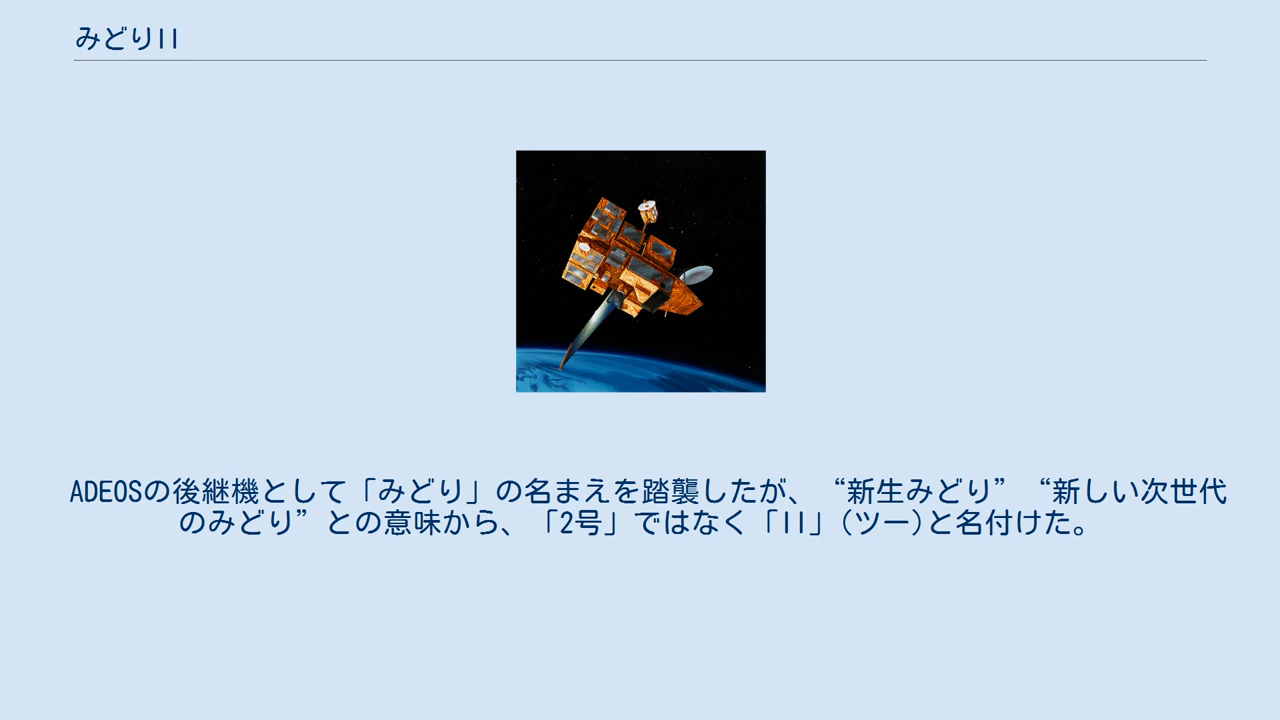 みどりII
ADEOSの後継機として「みどり」の名まえを踏襲したが、“新生みどり”“新しい次世代
のみどり”との意味から、「2号」ではなく「II」(ツー)と名付けた。